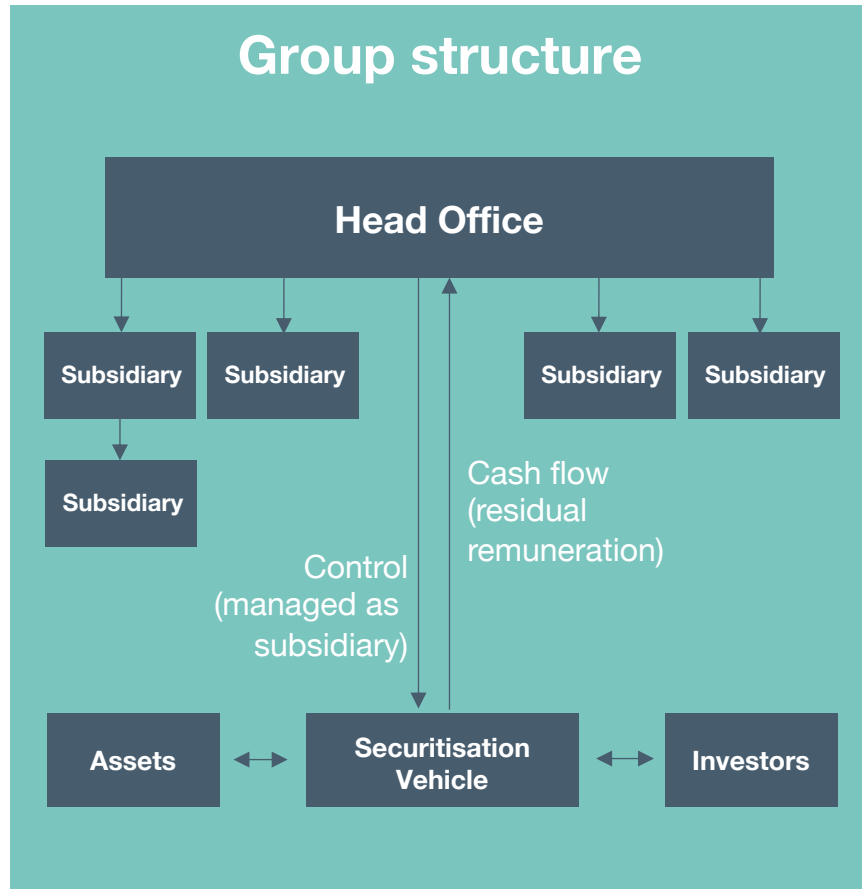 Group structure
Head Office
Subsidiary
Subsidiary
Subsidiary
Subsidiary
Subsidiary
Cash flow
(residual
remuneration)
Control
(managed as
subsidiary)
Assets
Securitisation
Vehicle
Investors